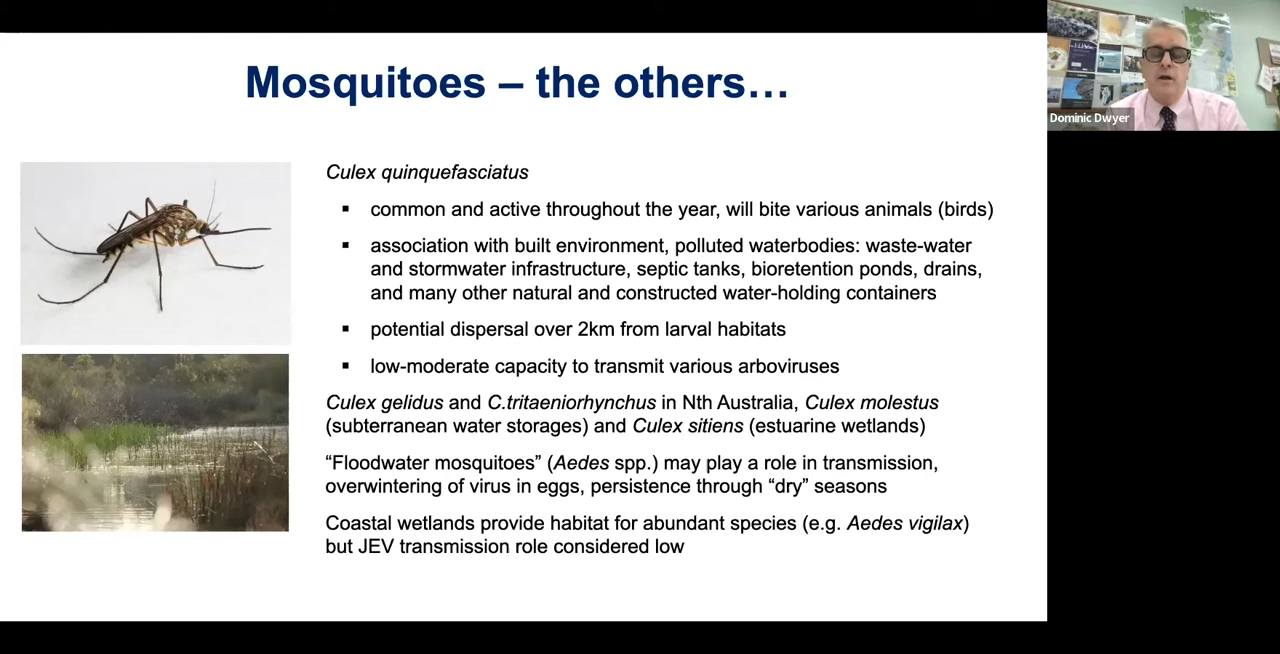 Mosquitoes – the others…
Dominic Dwyer
Culex quinquefasciatus
▪ common and active throughout the year, will bite various animals (birds)
▪ association with built environment, polluted waterbodies: waste-water
and stormwater infrastructure, septic tanks, bioretention ponds, drains,
and many other natural and constructed water-holding containers
▪ potential dispersal over 2km from larval habitats
▪ low-moderate capacity to transmit various arboviruses
Culex gelidus and C.tritaeniorhynchus in Nth Australia, Culex molestus
(subterranean water storages) and Culex sitiens (estuarine wetlands)
“Floodwater mosquitoes” (Aedes spp.) may play a role in transmission,
overwintering of virus in eggs, persistence through “dry” seasons
Coastal wetlands provide habitat for abundant species (e.g. Aedes vigilax)
but JEV transmission role considered low